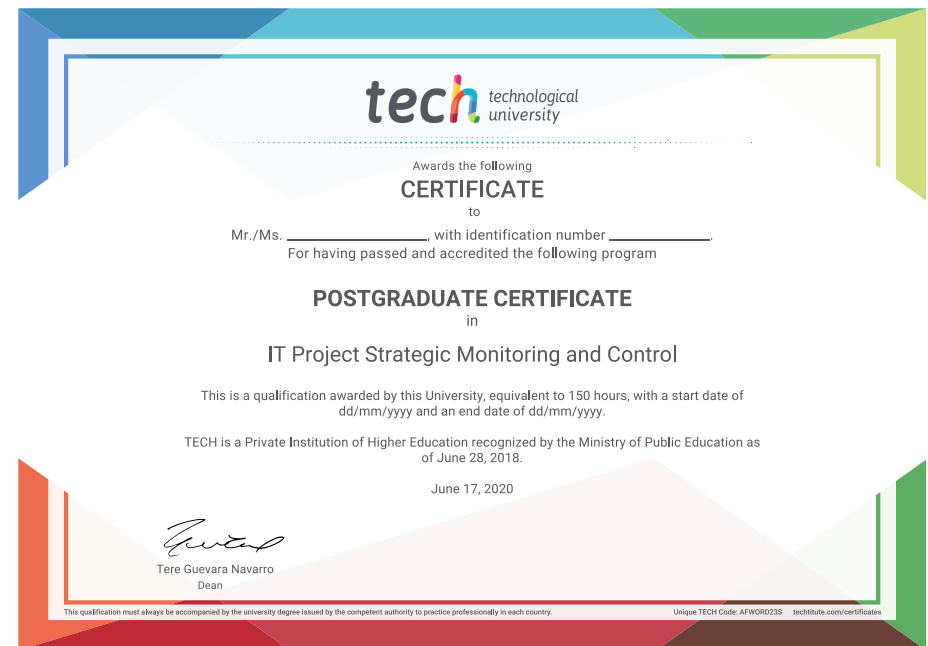 tech technological
university
Awards the following
CERTIFICATE
to
Mr./Ms. ____________________, with identification number ______________.
For having passed and accredited the following program
POSTGRADUATE CERTIFICATE
in
IT Project Strategic Monitoring and Control
This is a qualification awarded by this University, equivalent to 150 hours, with a start date of
dd/mm/yyyy and an end date of dd/mm/yyyy.
TECH is a Private Institution of Higher Education recognized by the Ministry of Public Education as
of June 28, 2018.
June 17, 2020
Tere Guevara Navarro
Dean
This qualification must always be accompanied by the university degree issued by the competent authority to practice professionally in each country.
Unique TECH Code: AFWORD23S techtitute.com/certificates